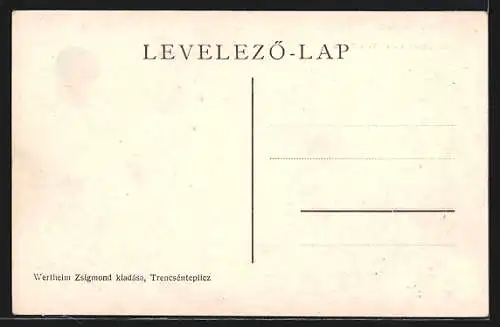 LEVELEZŐ-LAP
Wertheim Zsigmond kiadása, Trencsénteplicz